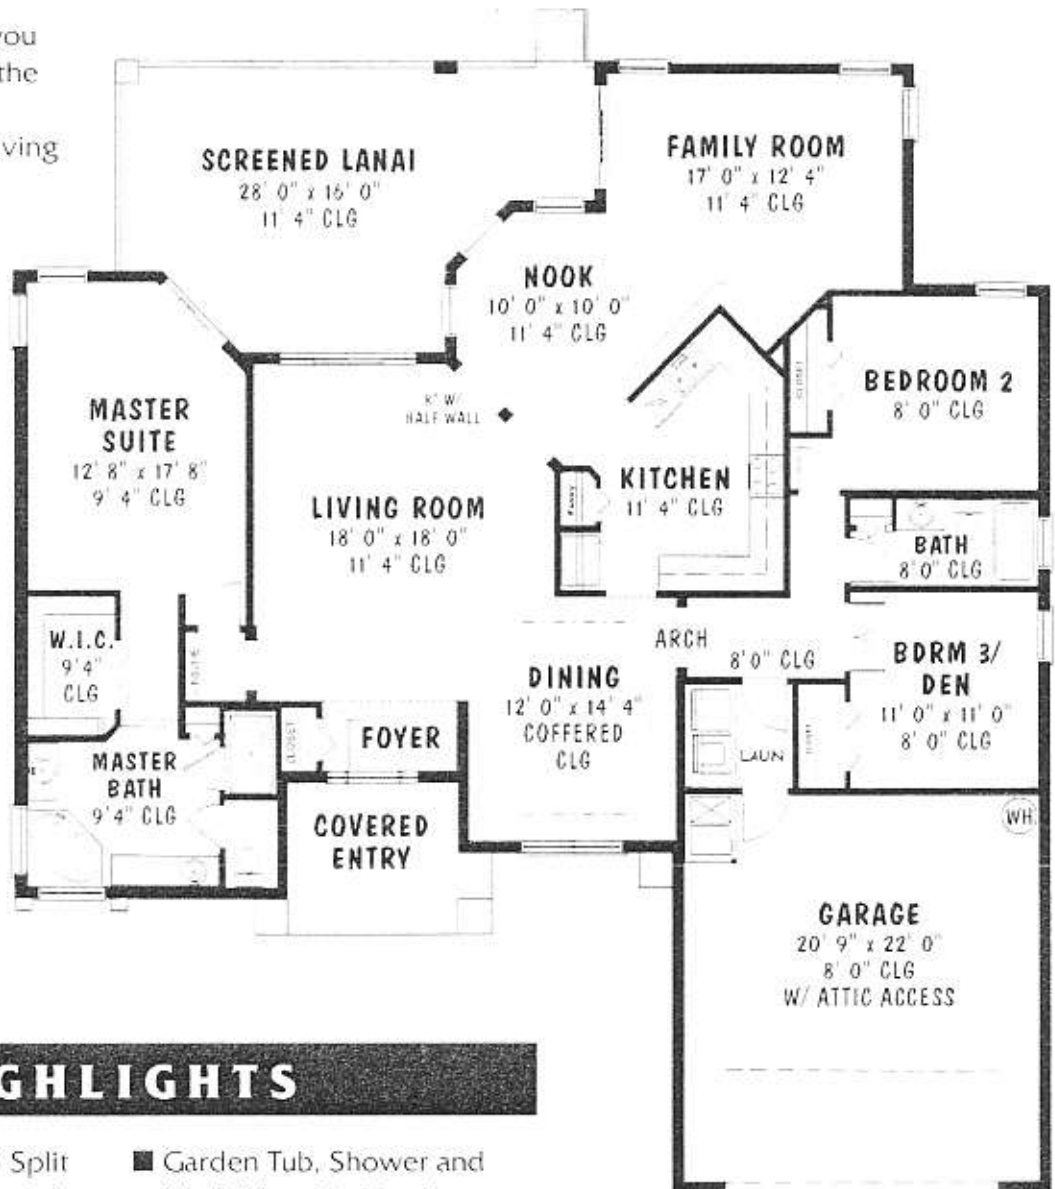 you
the
ving
SCREENED LANAI
28' 0" x 16' 0"
11' 4" CLG
FAMILY ROOM
17' 0" x 12' 4"
11' 4" CLG
NOOK
10' 0" x 10' 0"
11' 4" CLG
MASTER
SUITE
12' 8" x 17' 8"
9' 4" CLG
8' W/
HALF WALL
LIVING ROOM
18' 0" x 18' 0"
11' 4" CLG
KITCHEN
11' 4" CLG
CLOSET
BEDROOM 2
8' 0" CLG
BATH
8' 0" CLG
W.I.C.
9'4"
CLG
ARCH
8'0" CLG
BDRM 3/
DEN
11' 0" x 11' 0"
8' 0" CLG
DINING
12' 0" x 14' 4"
COFFERED
CLG
CLOSET
FOYER
MASTER
BATH
9'4" CLG
LAUN
COVERED
ENTRY
WH
GARAGE
20' 9" x 22' 0"
8' 0" CLG
W/ ATTIC ACCESS
GHLIGHTS
Split
■ Garden Tub, Shower and